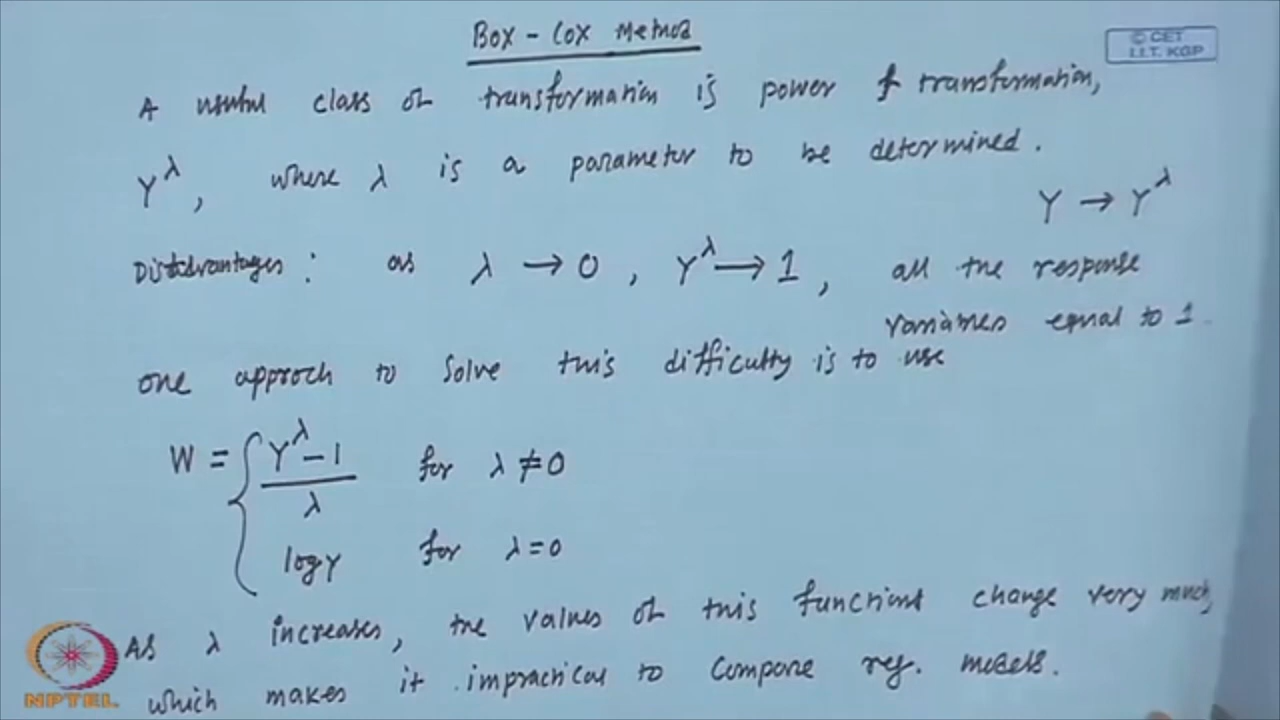 Box - Cox Method
© CET
I.I.T. KGP
A useful class of transformation is power transformation,
Y^λ, where λ is a parameter to be determined.
Y → Y^λ
Disadvantages : as λ → 0, Y^λ → 1, all the response
variables equal to 1.
one approch to solve this difficulty is to use
W = { (Y^λ - 1) / λ for λ ≠ 0
log Y for λ = 0
As λ increases, the values of this functions change very much,
which makes it impractical to compare reg. models.
NPTEL